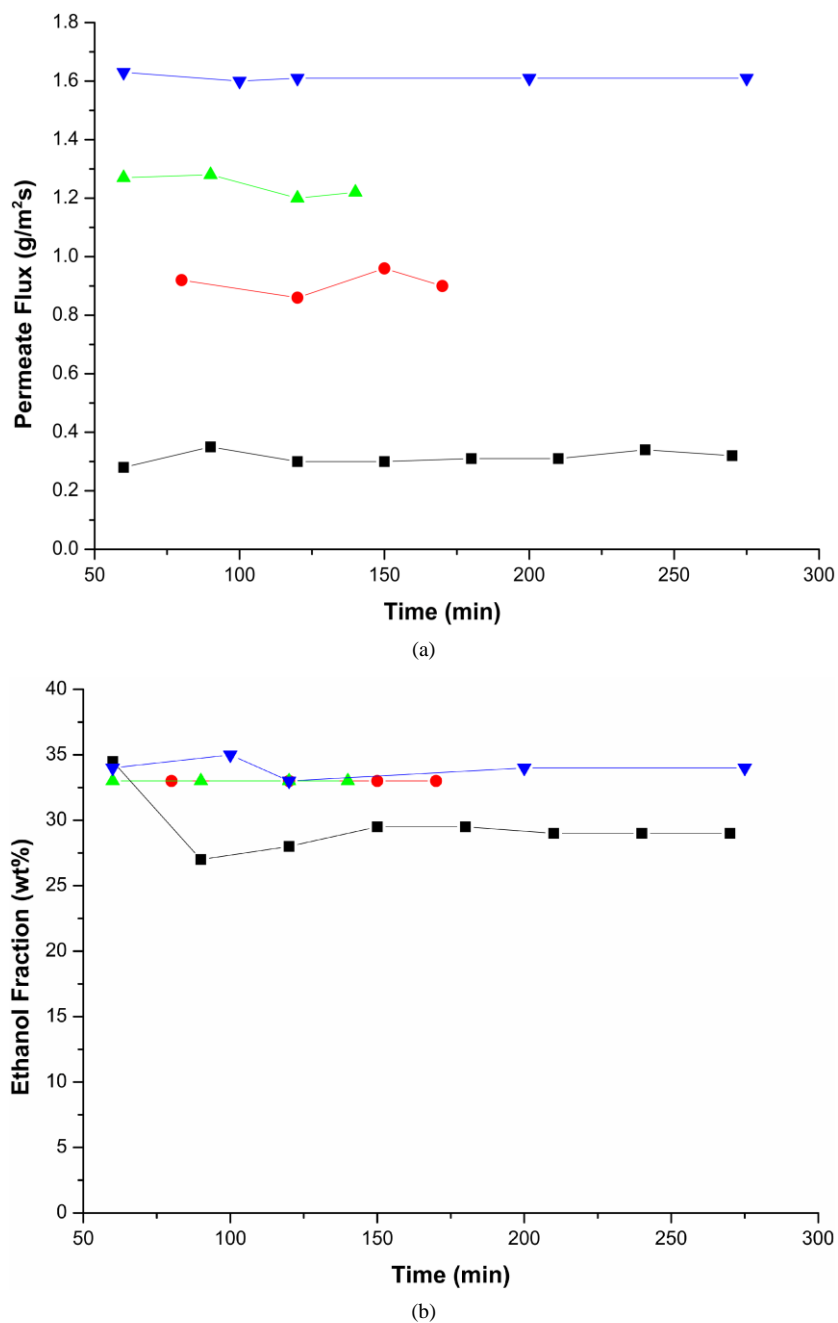 1.8
1.6
1.4
1.2
1.0
0.8
0.6
0.4
0.2
0.0
Permeate Flux (g/m²s)
50 100 150 200 250 300
Time (min)
(a)
40
35
30
25
20
15
10
5
0
Ethanol Fraction (wt%)
50 100 150 200 250 300
Time (min)
(b)